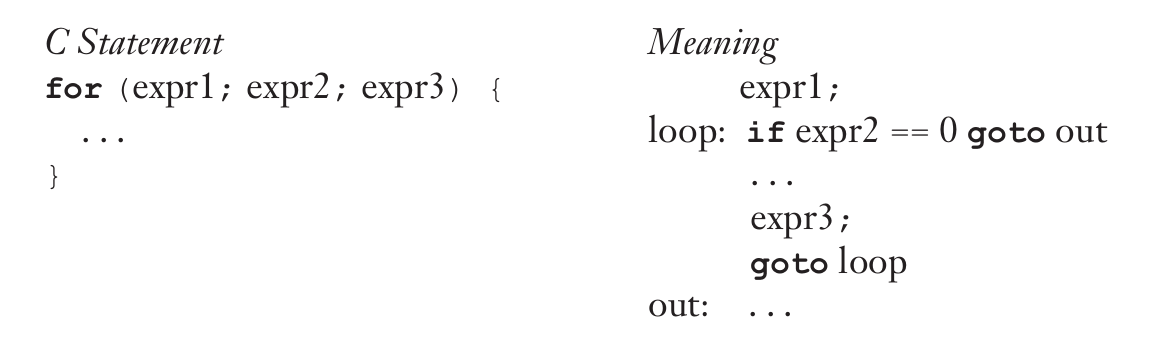 C Statement
for (expr1; expr2; expr3) {
...
}
Meaning
expr1;
loop: if expr2 == 0 goto out
...
expr3;
goto loop
out: ...